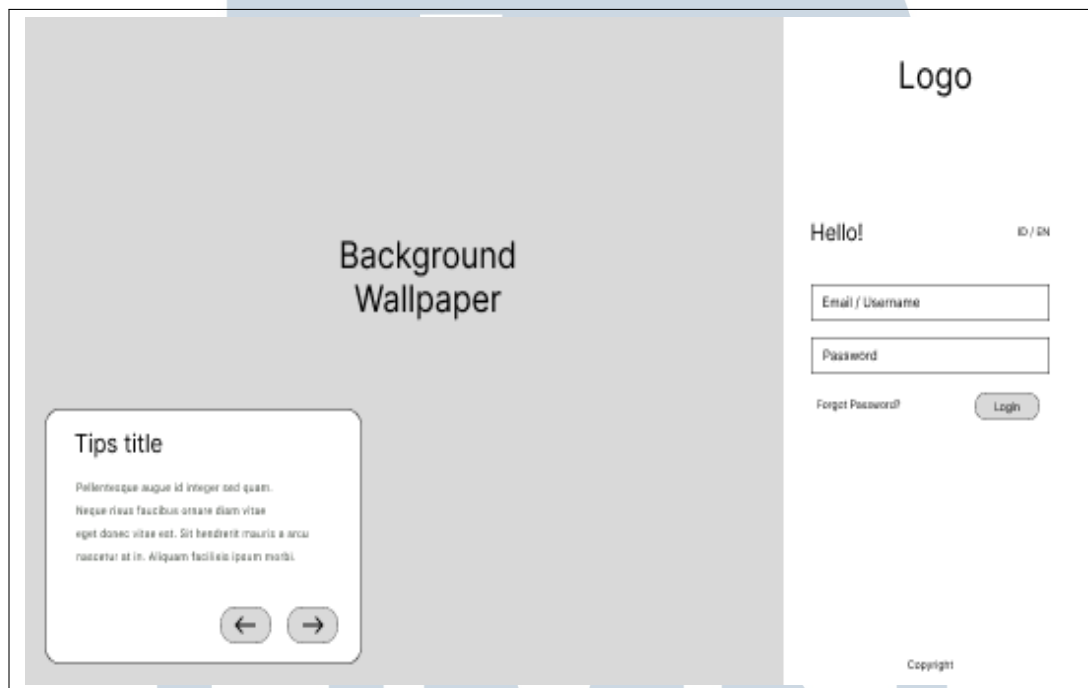 Logo
Background
Wallpaper
Hello!
ID / EN
Email / Username
Password
Forgot Password?
Login
Tips title
Pellentesque augue id integer sed quam.
Neque risus faucibus ornare diam vitae
eget donec vitae est. Sit hendrerit mauris a arcu
nascetur at in. Aliquam facilisis ipsum morbi.
Copyright